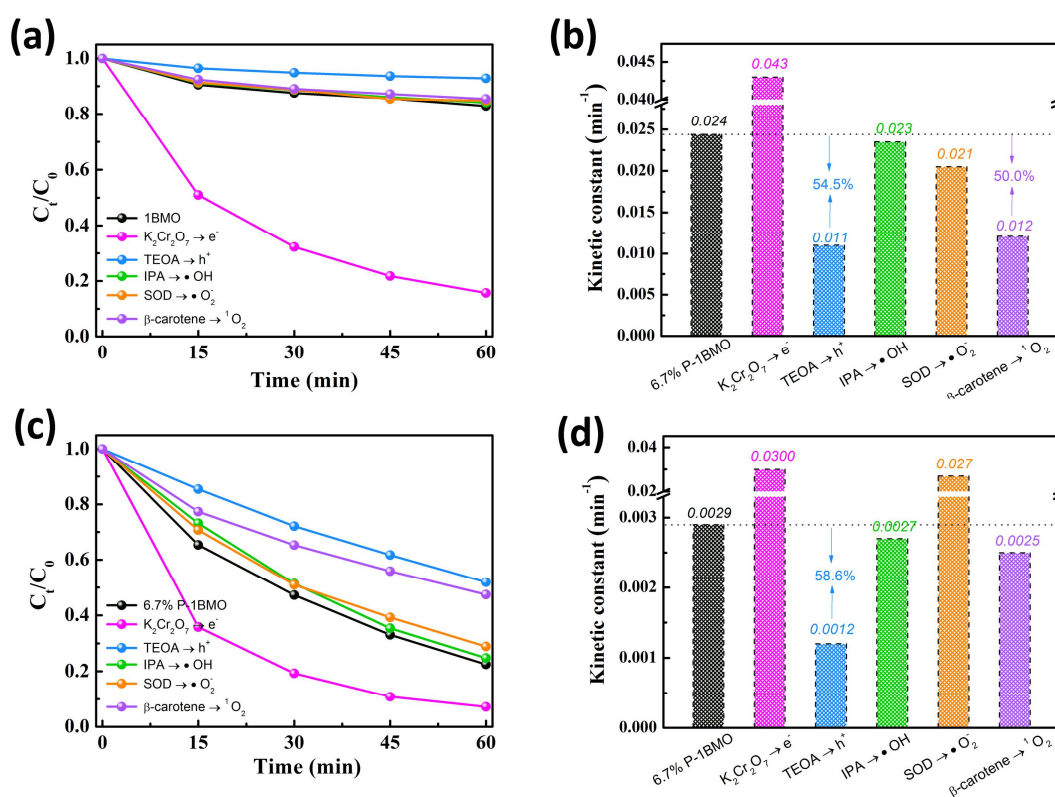 (a)
1.0
0.8
0.6
0.4
0.2
0.0
Cₜ/C₀
1BMO
K₂Cr₂O₇ → e⁻
TEOA → h⁺
IPA → • OH
SOD → • O₂⁻
β-carotene → ¹O₂
0 15 30 45 60
Time (min)
(b)
0.045
0.040
0.025
0.020
0.015
0.010
0.005
0.000
Kinetic constant (min⁻¹)
0.024
0.043
0.011
0.023
0.021
0.012
54.5%
50.0%
6.7% P-1BMO
K₂Cr₂O₇ → e⁻
TEOA → h⁺
IPA → • OH
SOD → • O₂⁻
β-carotene → ¹O₂
(c)
1.0
0.8
0.6
0.4
0.2
0.0
Cₜ/C₀
6.7% P-1BMO
K₂Cr₂O₇ → e⁻
TEOA → h⁺
IPA → • OH
SOD → • O₂⁻
β-carotene → ¹O₂
0 15 30 45 60
Time (min)
(d)
0.04
0.02
0.003
0.002
0.001
0.000
Kinetic constant (min⁻¹)
0.0029
0.0300
0.0012
0.0027
0.027
0.0025
58.6%
6.7% P-1BMO
K₂Cr₂O₇ → e⁻
TEOA → h⁺
IPA → • OH
SOD → • O₂⁻
β-carotene → ¹O₂